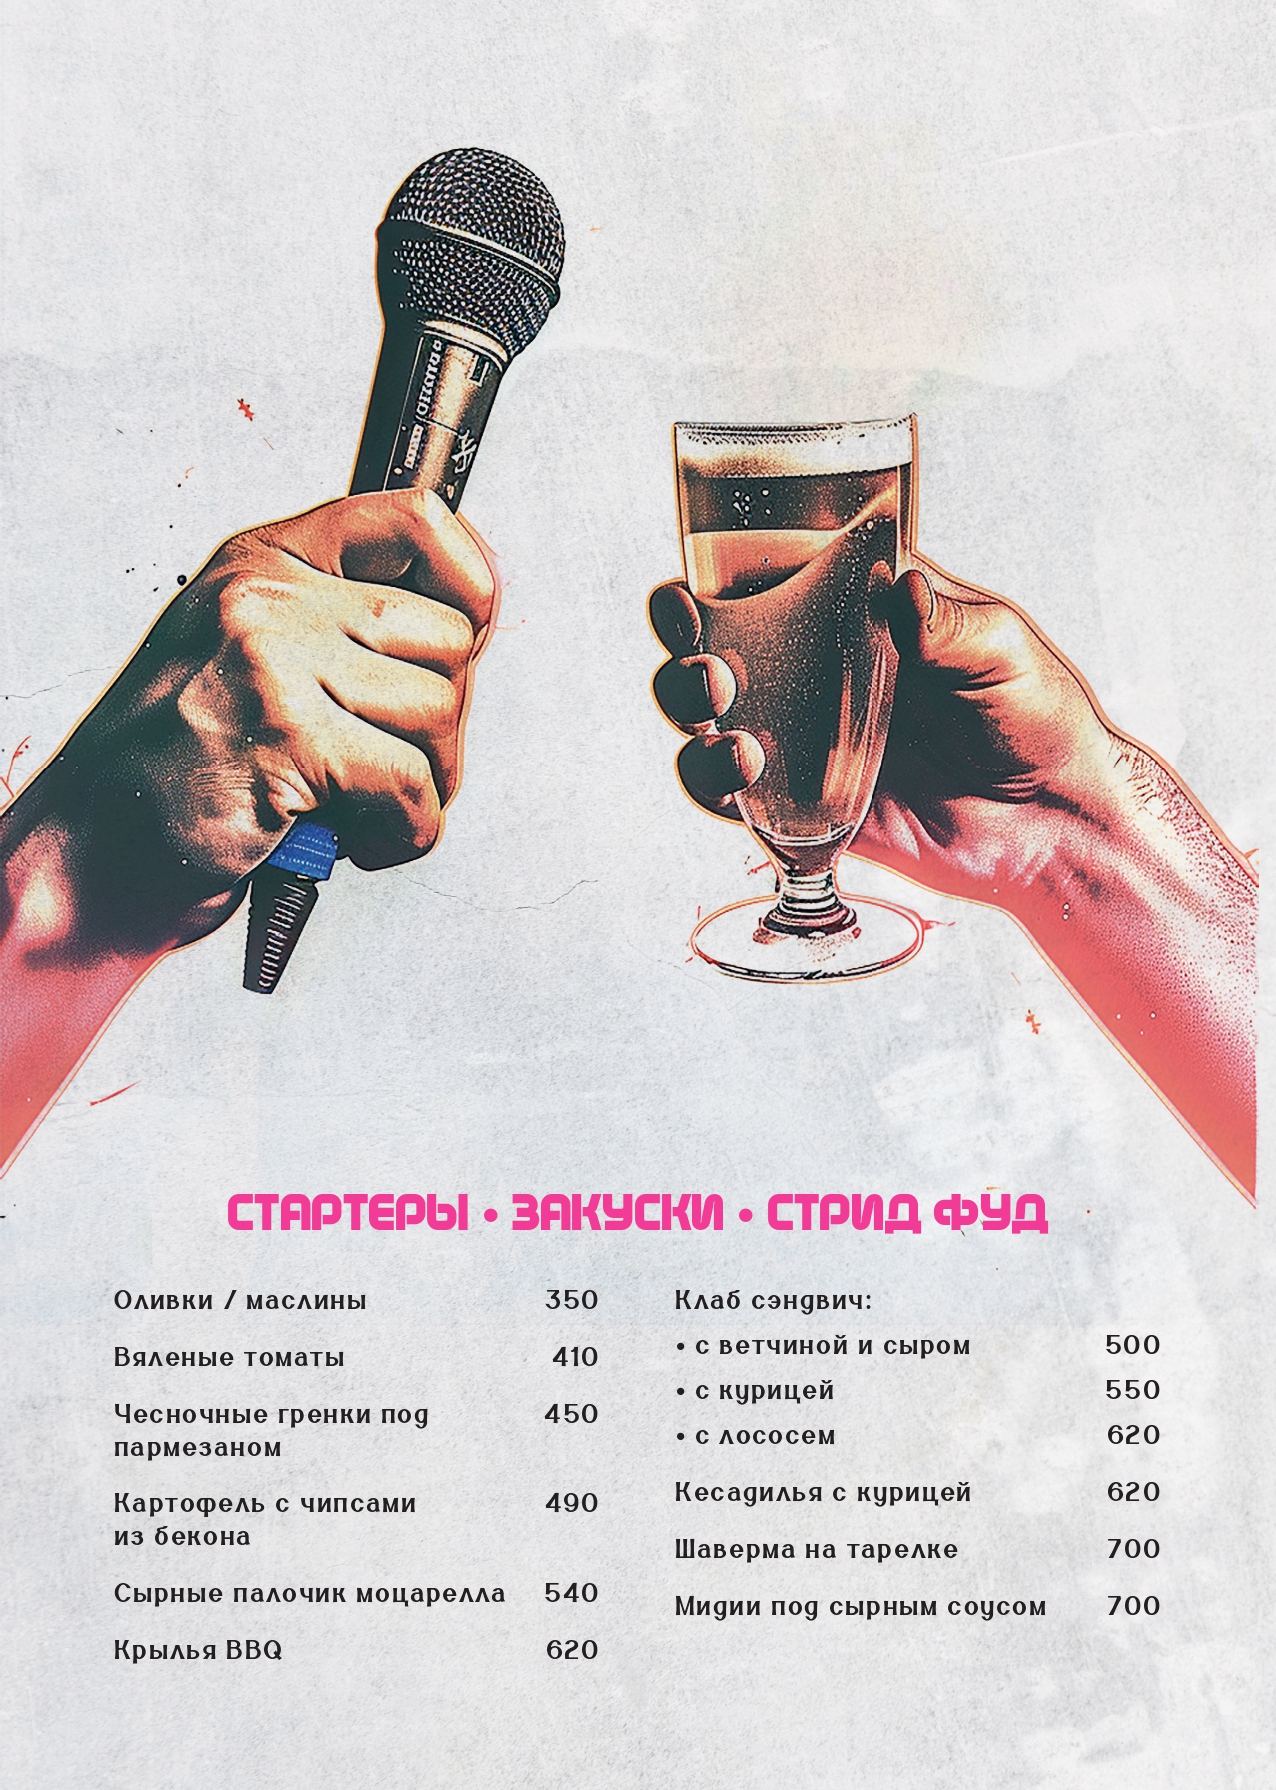 СТАРТЕРЫ • ЗАКУСКИ • СТРИД ФУД
Оливки / маслины 350
Вяленые томаты 410
Чесночные гренки под 450
пармезаном
Картофель с чипсами 490
из бекона
Сырные палочик моцарелла 540
Крылья BBQ 620
Клаб сэндвич:
• с ветчиной и сыром 500
• с курицей 550
• с лососем 620
Кесадилья с курицей 620
Шаверма на тарелке 700
Мидии под сырным соусом 700